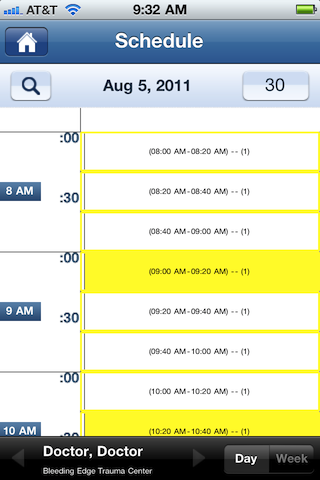 AT&T 9:32 AM
Schedule
Aug 5, 2011 30
:00
(08:00 AM-08:20 AM) -- (1)
8 AM
(08:20 AM-08:40 AM) -- (1)
:30
(08:40 AM-09:00 AM) -- (1)
:00
(09:00 AM-09:20 AM) -- (1)
9 AM
(09:20 AM-09:40 AM) -- (1)
:30
(09:40 AM-10:00 AM) -- (1)
:00
(10:00 AM-10:20 AM) -- (1)
10 AM
(10:20 AM-10:40 AM) -- (1)
:30
Doctor, Doctor
Bleeding Edge Trauma Center
Day Week